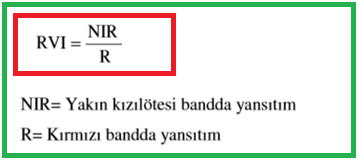 RVI = NIR / R
NIR= Yakın kızılötesi bandda yansıtım
R= Kırmızı bandda yansıtım